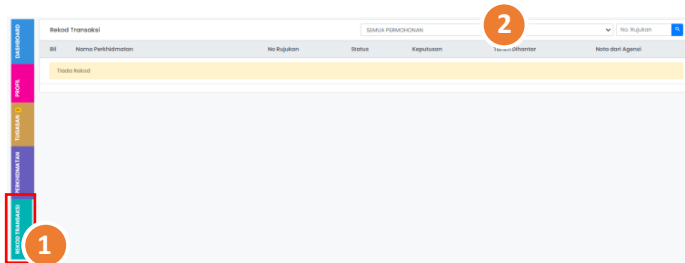 DASHBOARD
PROFIL
TUGASAN
PERKHIDMATAN
REKOD TRANSAKSI
1
Rekod Transaksi
SEMUA PERMOHONAN
2
No. Rujukan
Bil Nama Perkhidmatan No Rujukan Status Keputusan Dihantar Nota dari Agensi
Tiada Rekod